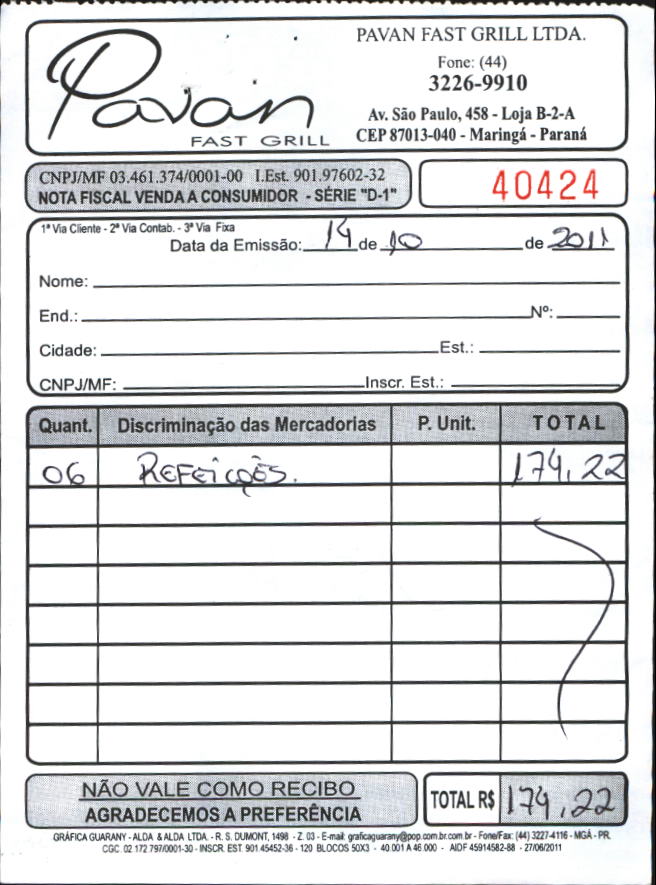 Pavan
FAST GRILL
PAVAN FAST GRILL LTDA.
Fone: (44)
3226-9910
Av. São Paulo, 458 - Loja B-2-A
CEP 87013-040 - Maringá - Paraná
CNPJ/MF 03.461.374/0001-00 I.Est. 901.97602-32
NOTA FISCAL VENDA A CONSUMIDOR - SÉRIE "D-1"
40424
1ª Via Cliente - 2ª Via Contab. - 3ª Via Fixa
Data da Emissão: 14 de 10 de 2011
Nome:
End.: Nº:
Cidade: Est.:
CNPJ/MF: Inscr. Est.:
Quant. Discriminação das Mercadorias P. Unit. TOTAL
06 REFEIÇÕES. 174,22
NÃO VALE COMO RECIBO
AGRADECEMOS A PREFERÊNCIA
TOTAL R$ 174,22
GRÁFICA GUARANY - ALDA & ALDA LTDA. - R. S. DUMONT, 1498 - Z. 03 - E-mail: graficaguarany@pop.com.br.com.br - Fone/Fax: (44) 3227-4116 - MGÁ - PR.
CGC. 02 172 797/0001-30 - INSCR. EST. 901.45452-36 - 120 BLOCOS 50X3 - 40 001 A 46 000 - AIDF 45914582-88 - 27/06/2011